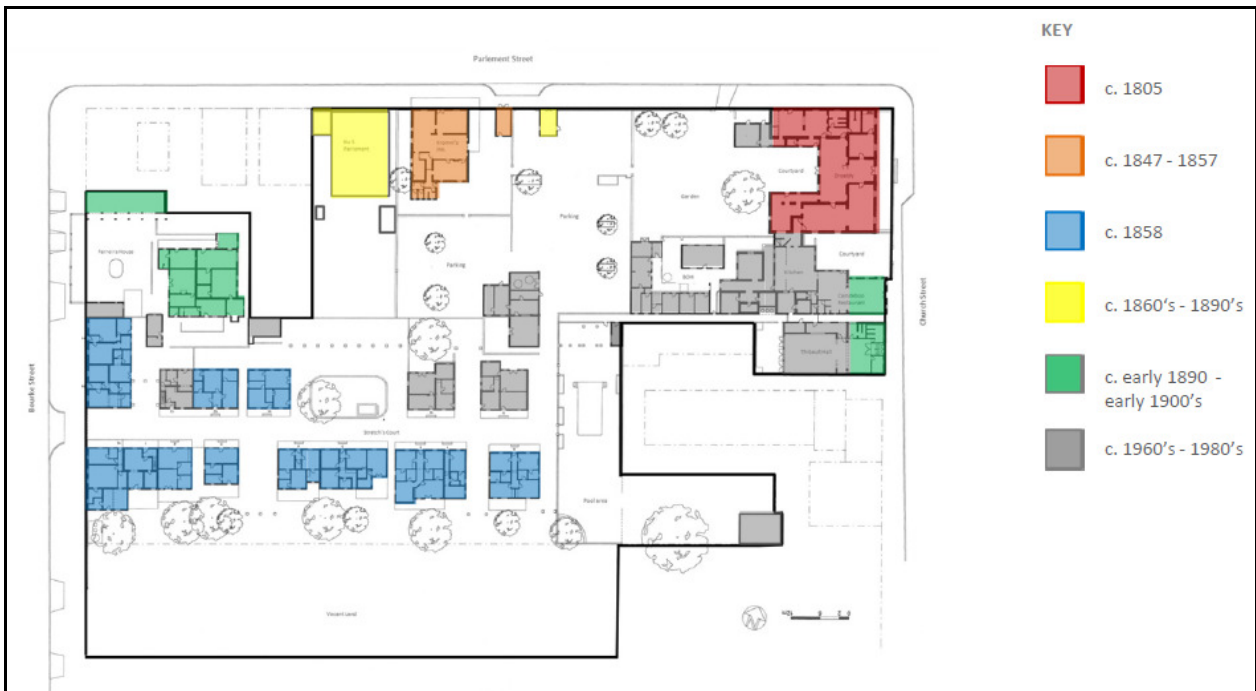 Parlement Street
KEY
c. 1805
c. 1847 - 1857
c. 1858
c. 1860's - 1890's
c. early 1890 -
early 1900's
c. 1960's - 1980's
Courtyard
Drostdy
Garden
Parking
Parking
Courtyard
Kitchen
Church Street
Bourke Street
Stretch's Court
Pool area
Vacant Land